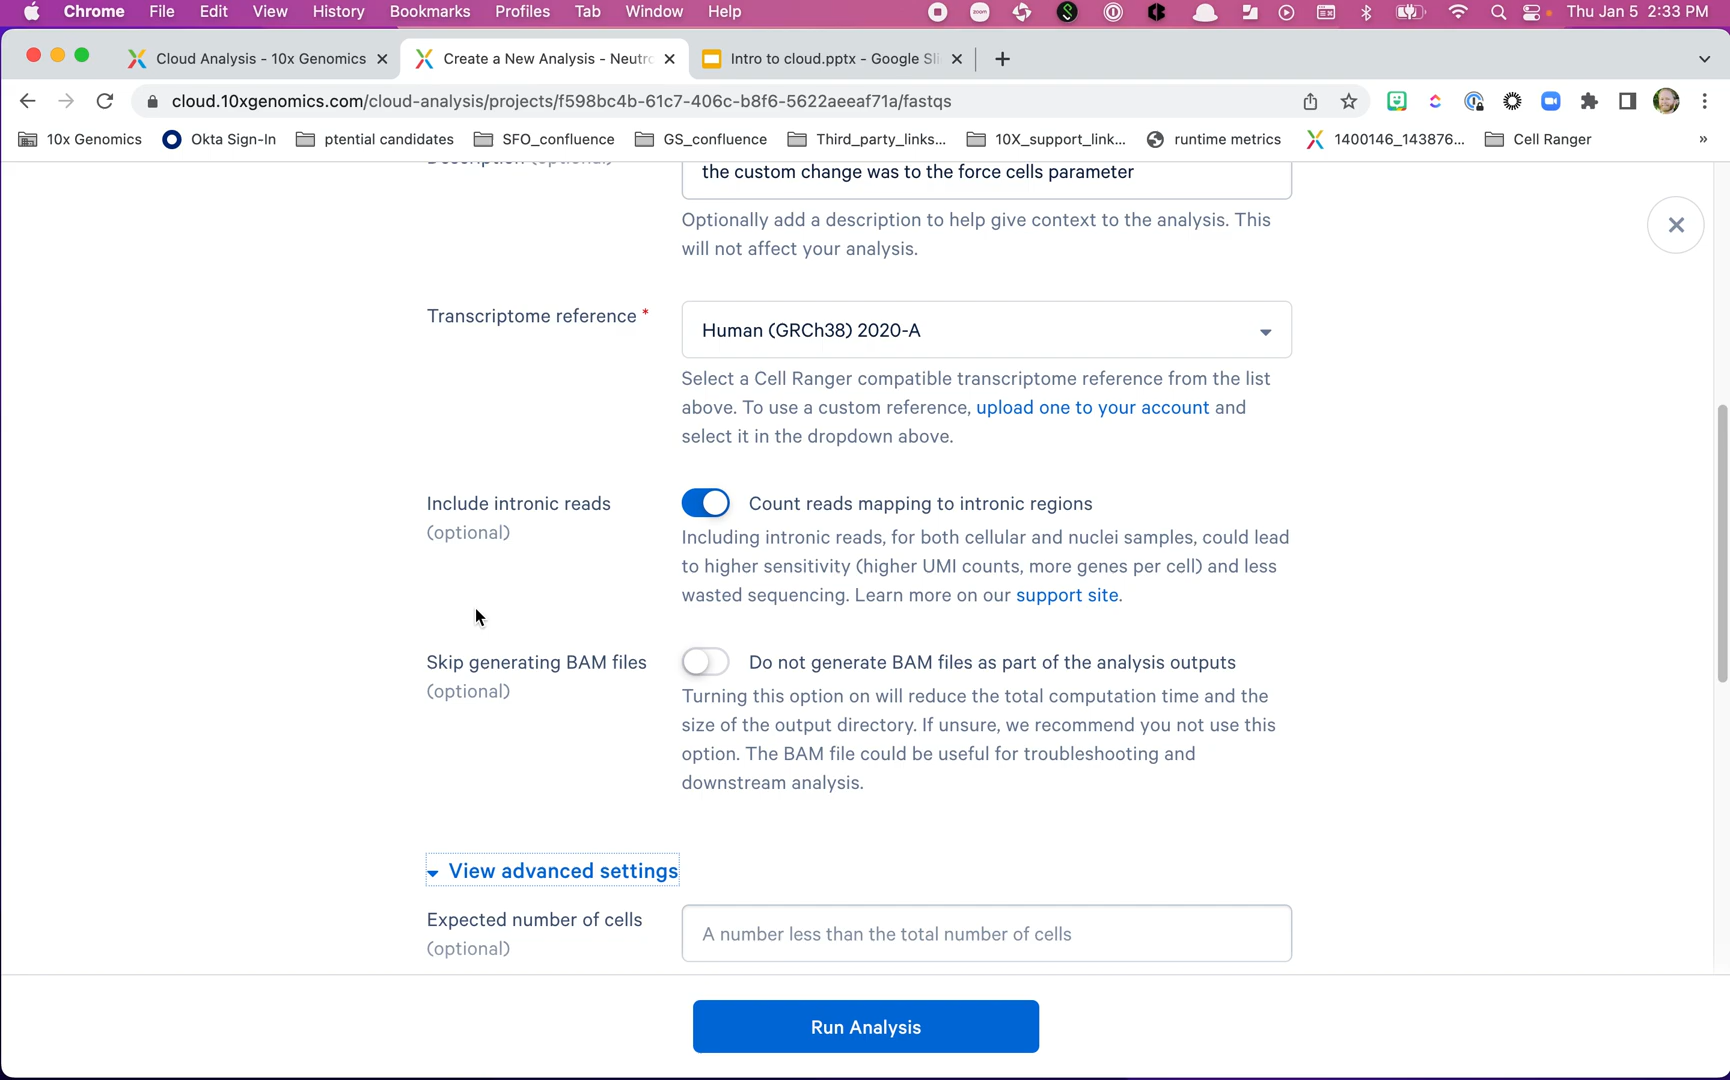 Chrome File Edit View History Bookmarks Profiles Tab Window Help zoom Thu Jan 5 2:33 PM
Cloud Analysis - 10x Genomics Create a New Analysis - Neutro Intro to cloud.pptx - Google Sli
cloud.10xgenomics.com/cloud-analysis/projects/f598bc4b-61c7-406c-b8f6-5622aeeaf71a/fastqs
10x Genomics Okta Sign-In ptential candidates SFO_confluence GS_confluence Third_party_links... 10X_support_link... runtime metrics 1400146_143876... Cell Ranger »
Description (optional)
the custom change was to the force cells parameter
Optionally add a description to help give context to the analysis. This
will not affect your analysis.
Transcriptome reference *
Human (GRCh38) 2020-A
Select a Cell Ranger compatible transcriptome reference from the list
above. To use a custom reference, upload one to your account and
select it in the dropdown above.
Include intronic reads
(optional)
Count reads mapping to intronic regions
Including intronic reads, for both cellular and nuclei samples, could lead
to higher sensitivity (higher UMI counts, more genes per cell) and less
wasted sequencing. Learn more on our support site.
Skip generating BAM files
(optional)
Do not generate BAM files as part of the analysis outputs
Turning this option on will reduce the total computation time and the
size of the output directory. If unsure, we recommend you not use this
option. The BAM file could be useful for troubleshooting and
downstream analysis.
View advanced settings
Expected number of cells
(optional)
A number less than the total number of cells
Run Analysis